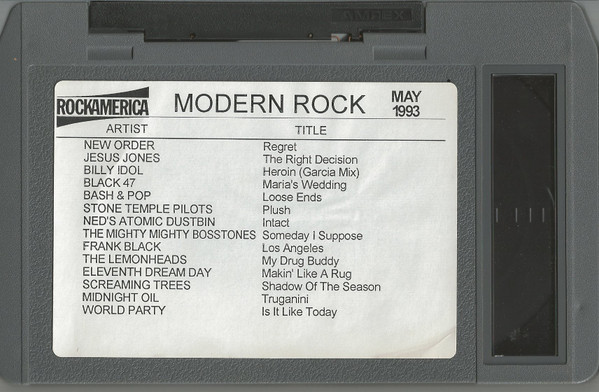 AMPEX
ROCKAMERICA MODERN ROCK MAY 1993
ARTIST TITLE
NEW ORDER Regret
JESUS JONES The Right Decision
BILLY IDOL Heroin (Garcia Mix)
BLACK 47 Maria's Wedding
BASH & POP Loose Ends
STONE TEMPLE PILOTS Plush
NED'S ATOMIC DUSTBIN Intact
THE MIGHTY MIGHTY BOSSTONES Someday I Suppose
FRANK BLACK Los Angeles
THE LEMONHEADS My Drug Buddy
ELEVENTH DREAM DAY Makin' Like A Rug
SCREAMING TREES Shadow Of The Season
MIDNIGHT OIL Truganini
WORLD PARTY Is It Like Today